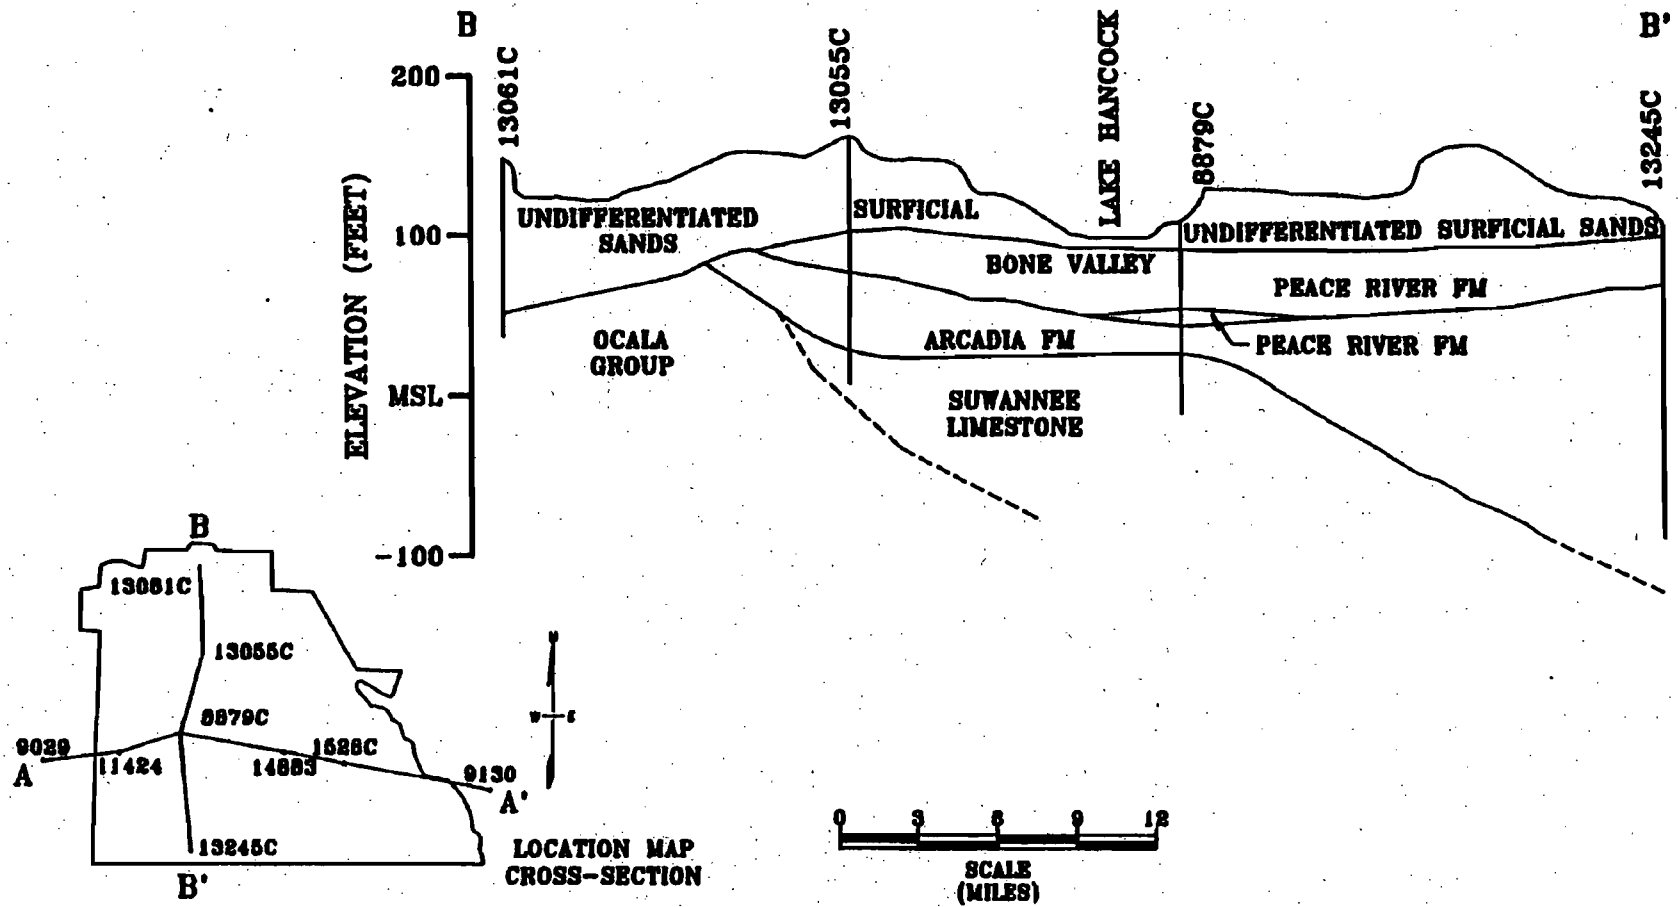 B
B'
200
100
MSL
-100
ELEVATION (FEET)
13061C
13055C
LAKE HANCOCK
8879C
13245C
UNDIFFERENTIATED
SANDS
SURFICIAL
UNDIFFERENTIATED SURFICIAL SANDS
BONE VALLEY
PEACE RIVER FM
OCALA
GROUP
ARCADIA FM
PEACE RIVER FM
SUWANNEE
LIMESTONE
B
13061C
13055C
8879C
9029
A
11424
14883
1528C
9130
A'
13245C
B'
N
W
E
LOCATION MAP
CROSS-SECTION
0 3 6 9 12
SCALE
(MILES)